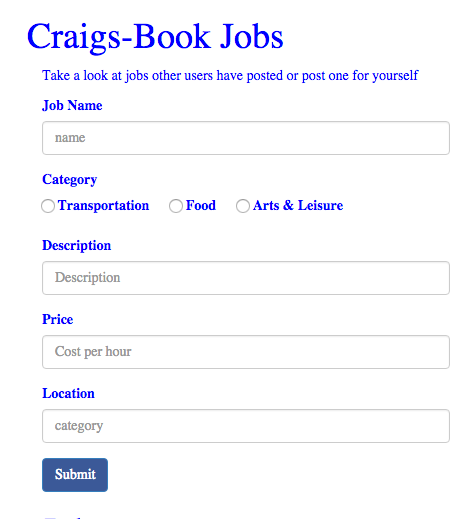 Craigs-Book Jobs
Take a look at jobs other users have posted or post one for yourself
Job Name
name
Category
Transportation Food Arts & Leisure
Description
Description
Price
Cost per hour
Location
category
Submit